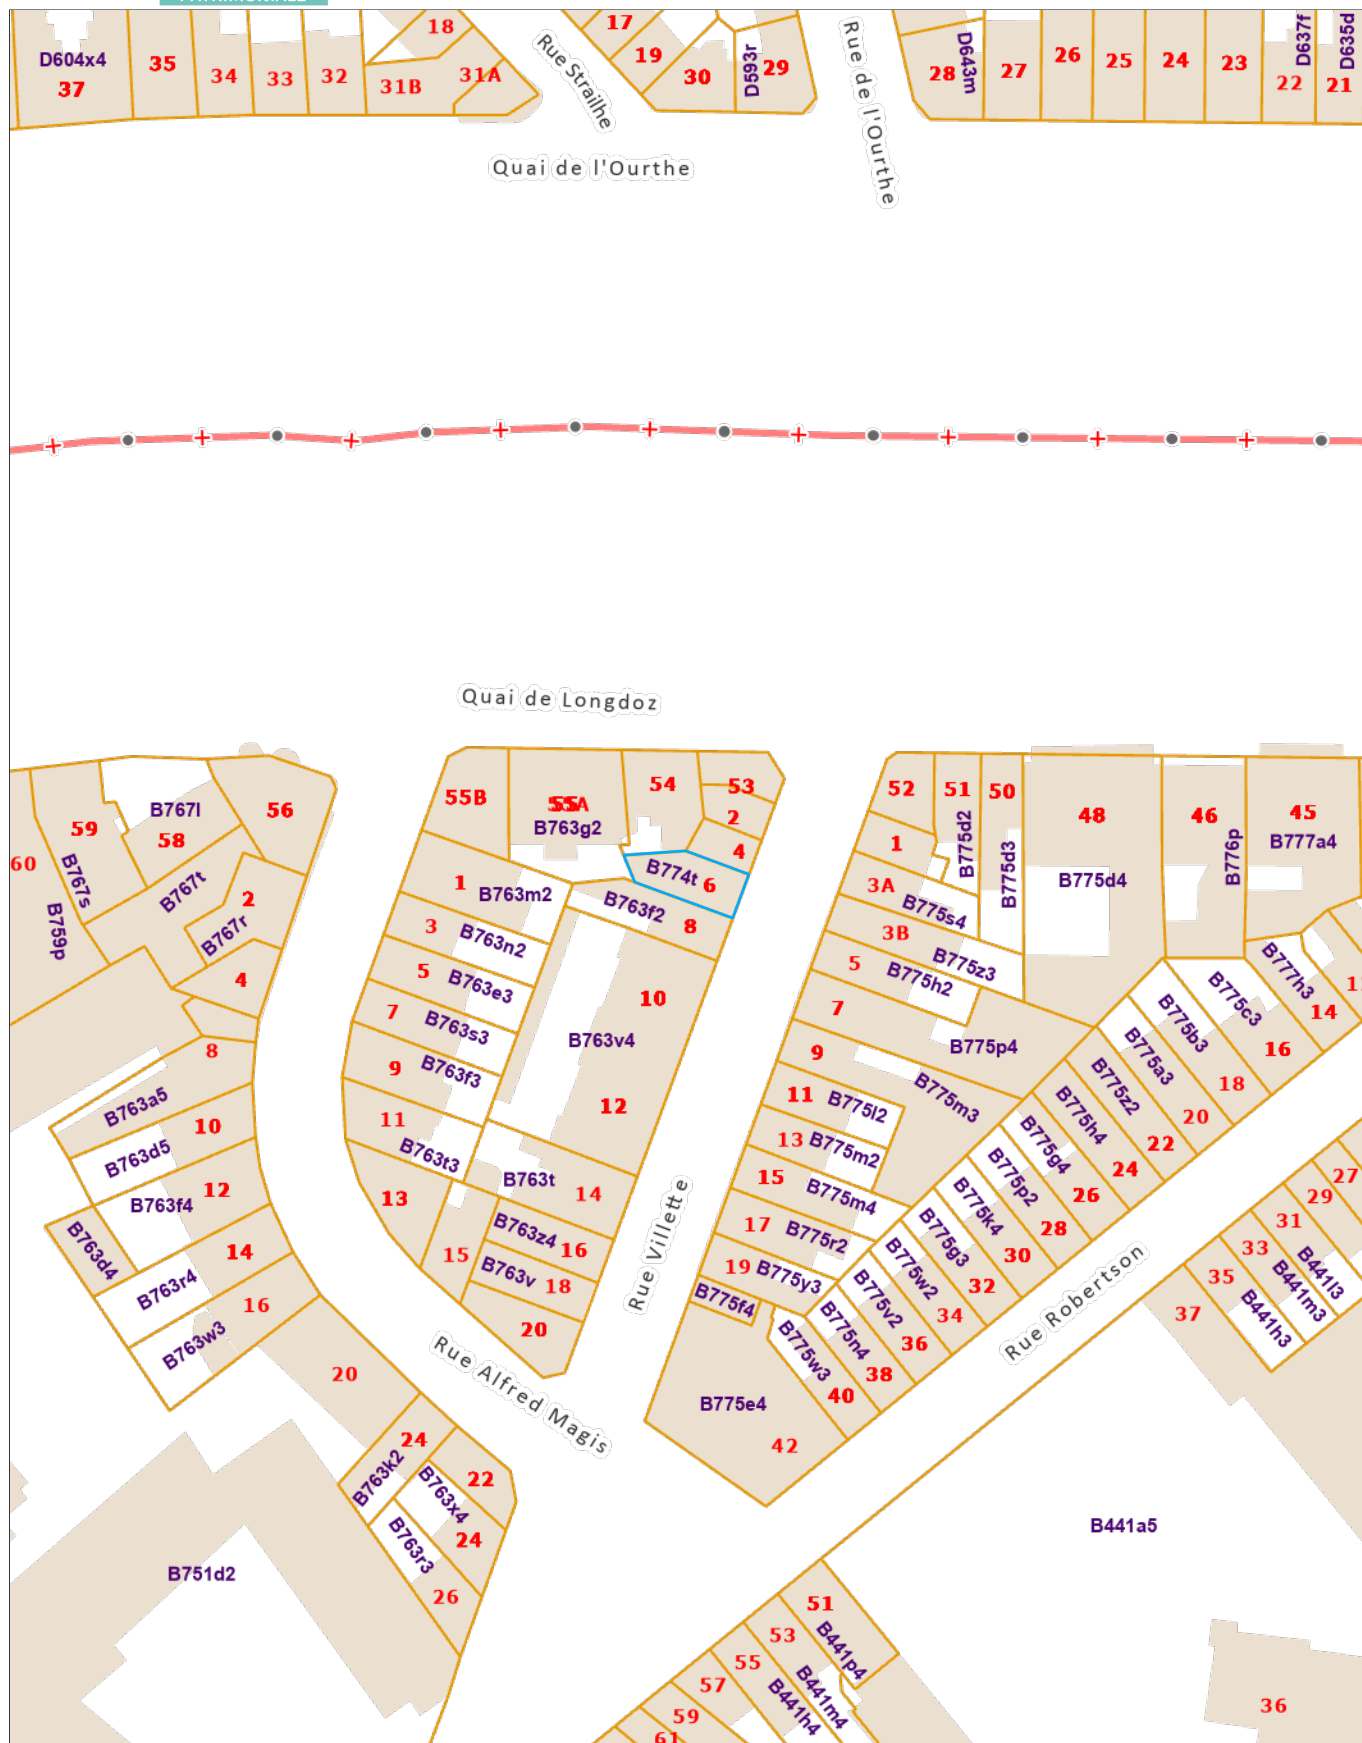 D604x4
37
35
34
33
32
18
31B
31A
17
19
30
D593r
29
28
D643m
27
26
25
24
23
D637f
22
D635d
21
Rue Strailhe
Rue de l'Ourthe
Quai de l'Ourthe
Quai de Longdoz
60
59
B767s
B759p
B767l
58
56
B767t
2
B767r
4
8
B763a5
10
B763d5
12
B763f4
B763d4
14
B763r4
16
B763w3
20
24
B763k2
22
B763x4
24
B763r3
26
B751d2
55B
55A
B763g2
54
53
2
4
B774t
6
1
B763m2
B763f2
8
3
B763n2
5
B763e3
7
B763s3
9
B763f3
11
B763t3
13
10
B763v4
12
B763t
14
15
B763z4
16
B763v
18
20
Rue Villette
Rue Alfred Magis
52
51
B775d2
50
B775d3
48
B775d4
46
B776p
45
B777a4
1
3A
B775s4
3B
B775z3
5
B775h2
7
B775p4
9
B775m3
11
B775l2
13
B775m2
15
B775m4
17
B775r2
19
B775y3
B775f4
B775e4
42
B777h3
14
B775c3
16
B775b3
18
B775a3
20
B775z2
22
B775h4
24
B775g4
26
B775p2
28
B775k4
30
B775g3
32
B775w2
34
B775v2
36
B775n4
38
B775w3
40
Rue Robertson
27
29
31
33
35
37
B441l3
B441m3
B441h3
B441a5
51
B441p4
53
B441m4
55
B441h4
57
59
61
36